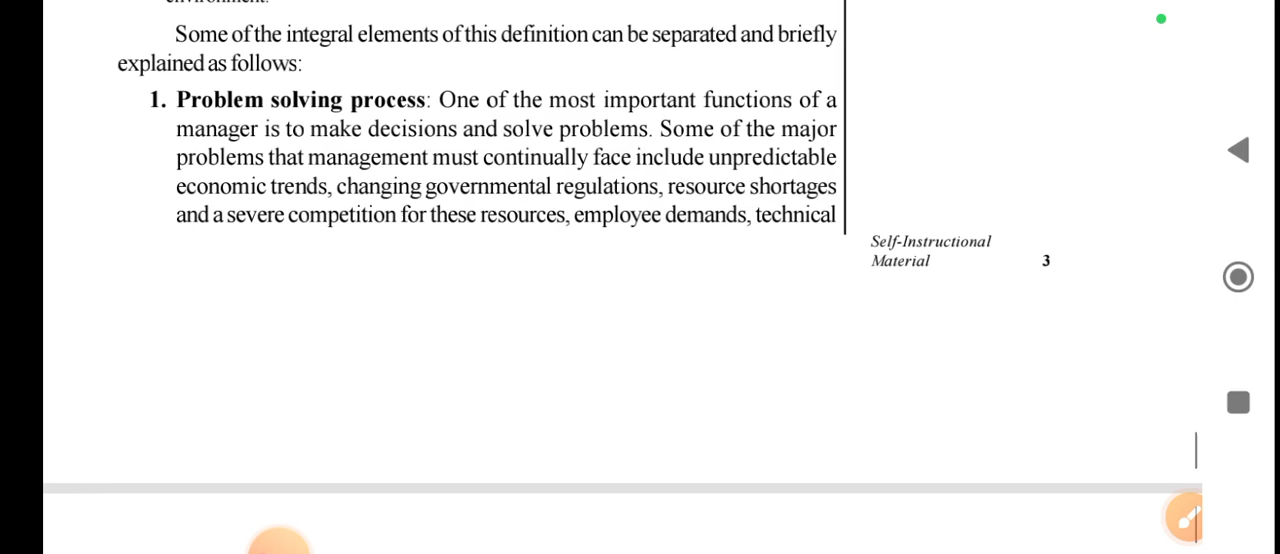 Some of the integral elements of this definition can be separated and briefly
explained as follows:
1. Problem solving process: One of the most important functions of a
manager is to make decisions and solve problems. Some of the major
problems that management must continually face include unpredictable
economic trends, changing governmental regulations, resource shortages
and a severe competition for these resources, employee demands, technical
Self-Instructional
Material 3